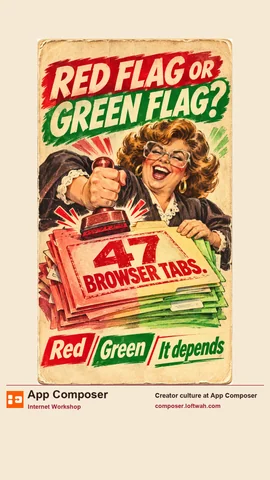 RED FLAG OR
GREEN FLAG?
47
BROWSER TABS.
Red / Green / It depends
App Composer
Internet Workshop
Creator culture at App Composer
composer.loftwah.com